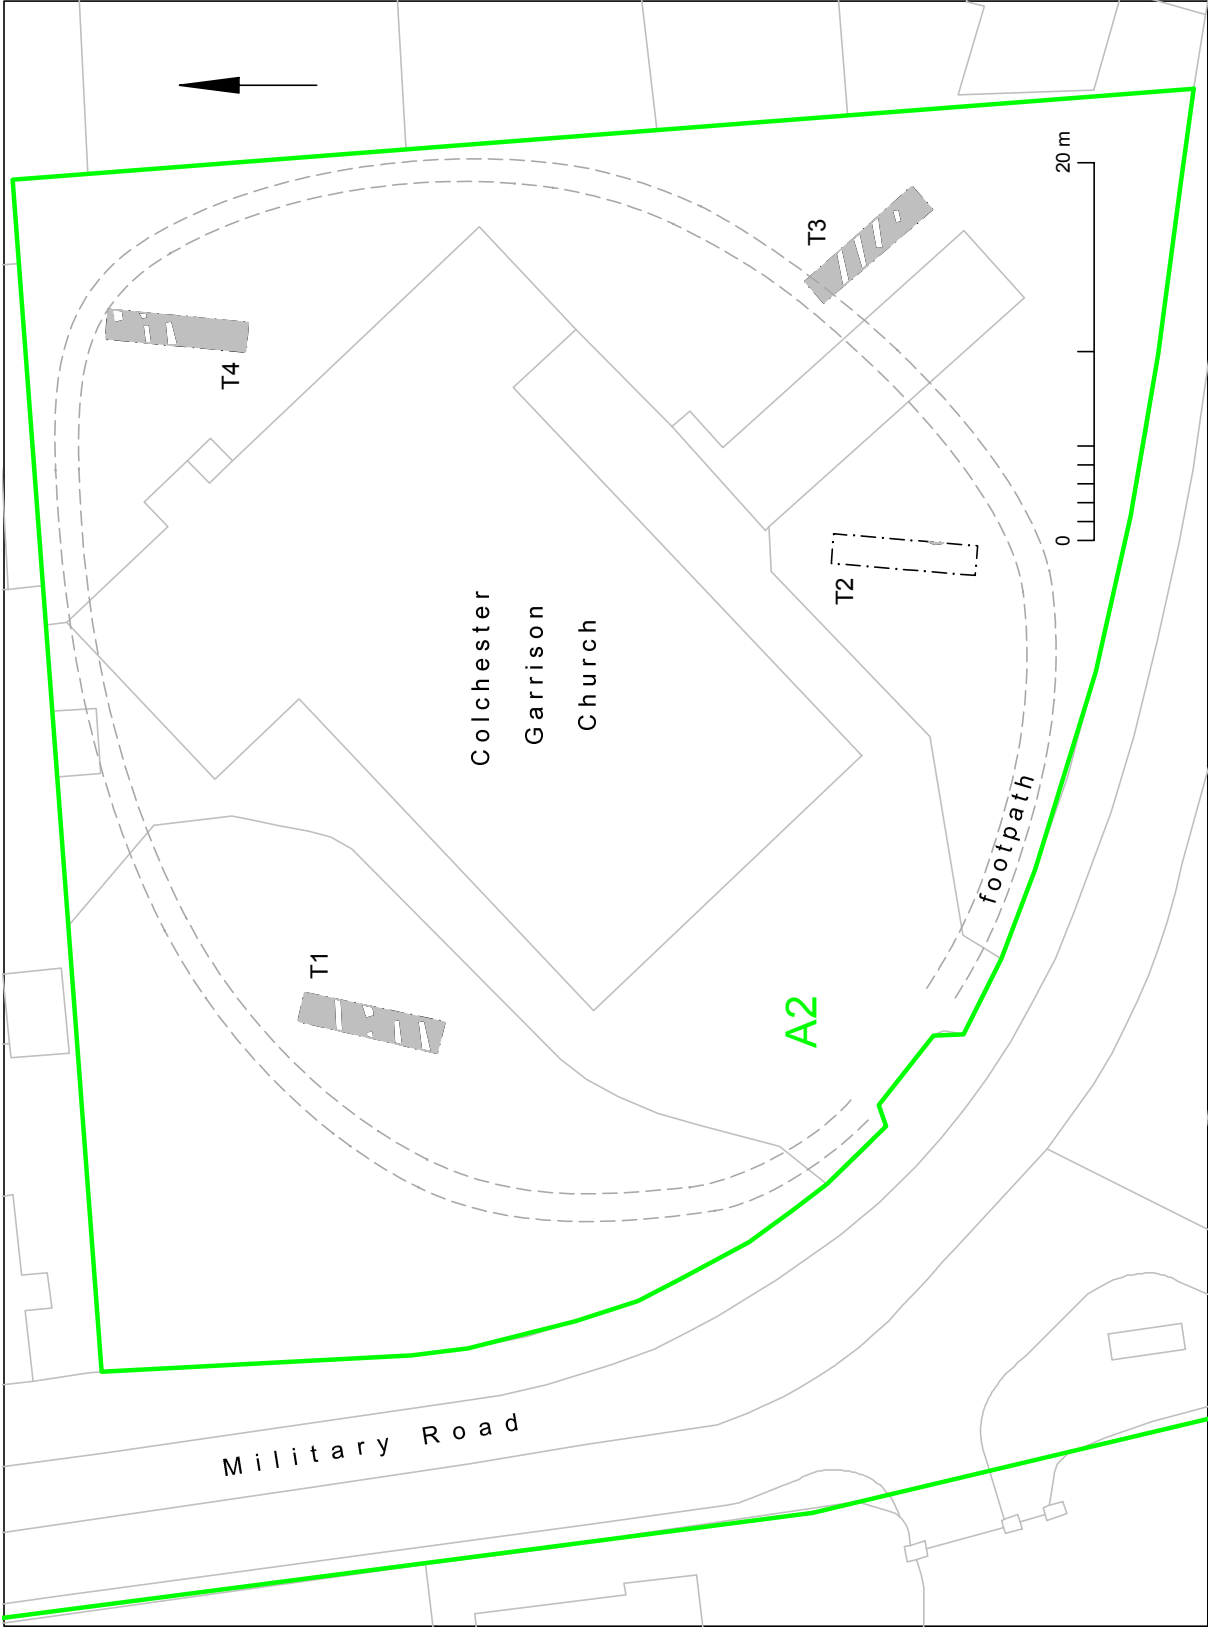 T4
T3
20 m
0
T2
Colchester
Garrison
Church
footpath
T1
A2
Military Road